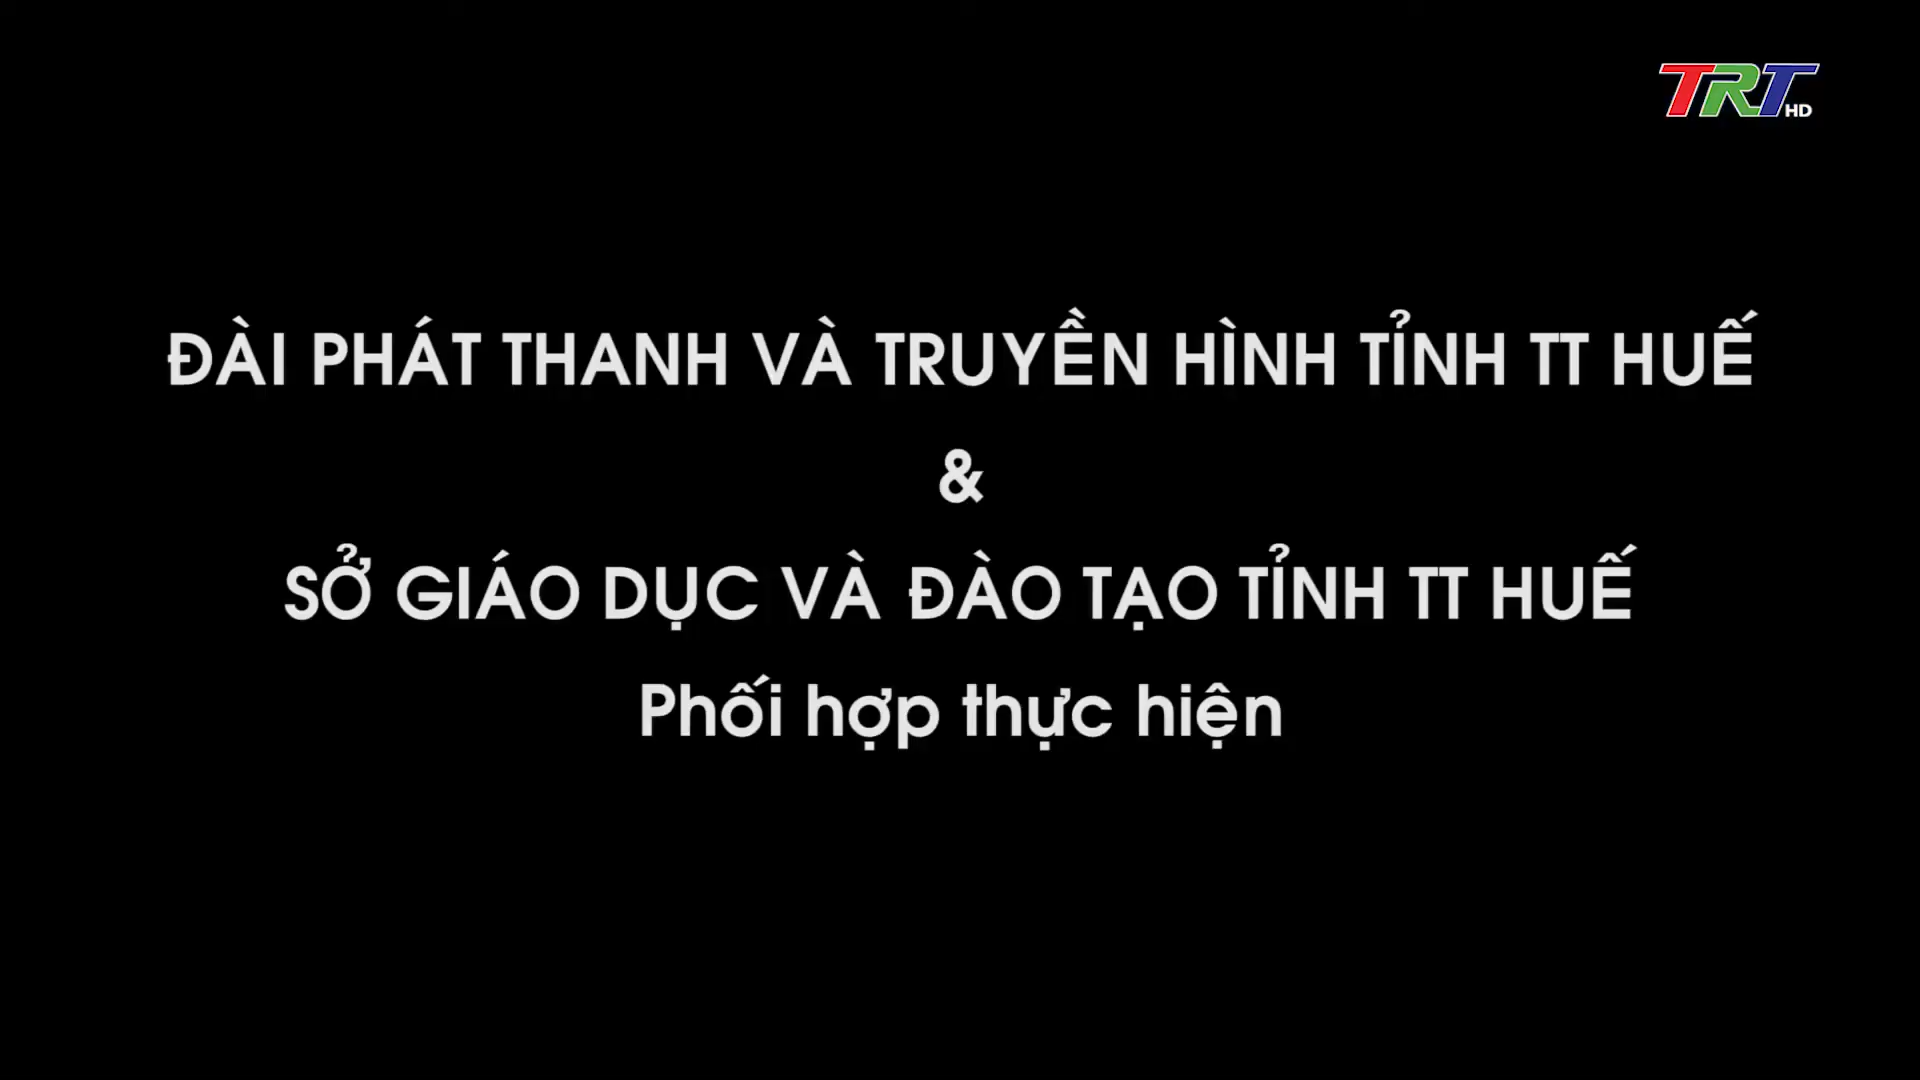 TRT HD
ĐÀI PHÁT THANH VÀ TRUYỀN HÌNH TỈNH TT HUẾ
&
SỞ GIÁO DỤC VÀ ĐÀO TẠO TỈNH TT HUẾ
Phối hợp thực hiện